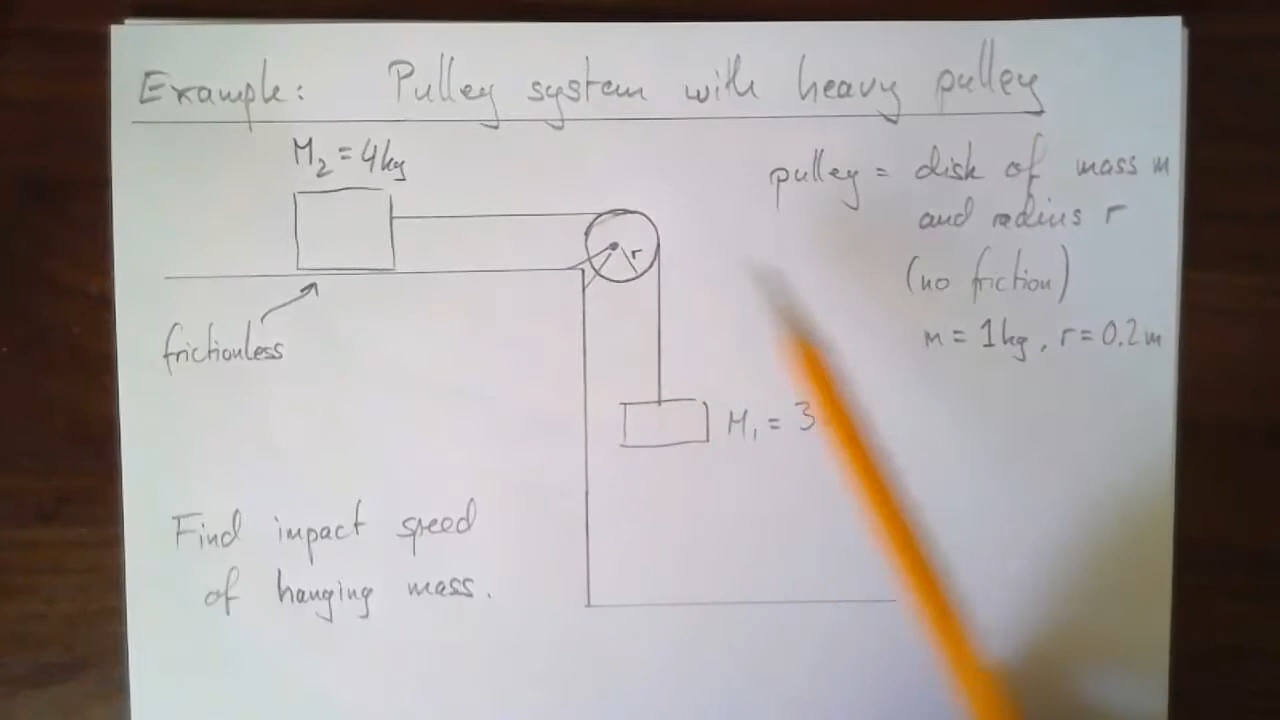 Example: Pulley system with heavy pulley
M₂ = 4kg
pulley = disk of mass m
and radius r
(no friction)
m = 1kg, r = 0.2m
r
frictionless
M₁ = 3
Find impact speed
of hanging mass.